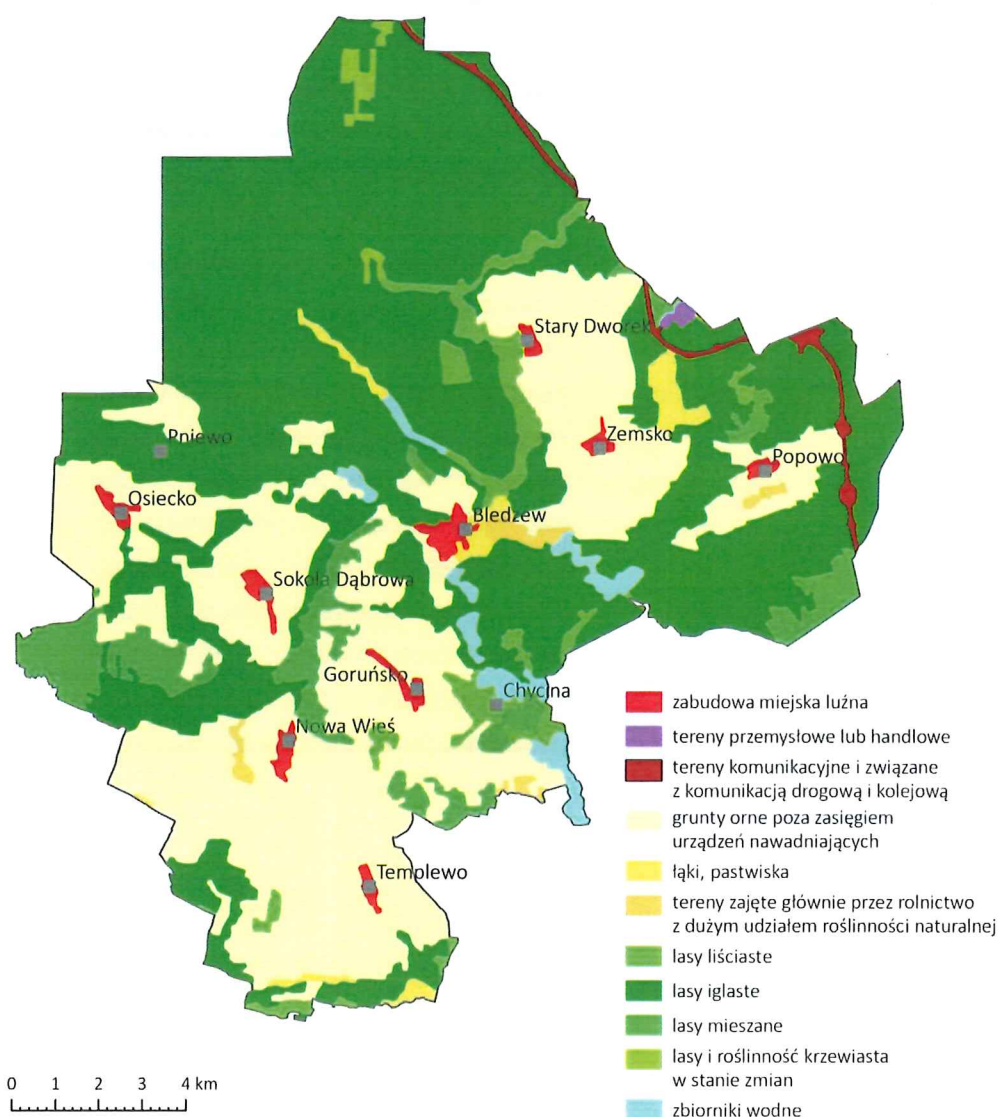 Stary Dworek
Zemsko
Pniewo
Popowo
Osiecko
Bledzew
Sokola Dąbrowa
Goruńsko
Chycina
Nowa Wieś
Templewo
zabudowa miejska luźna
tereny przemysłowe lub handlowe
tereny komunikacyjne i związane
z komunikacją drogową i kolejową
grunty orne poza zasięgiem
urządzeń nawadniających
łąki, pastwiska
tereny zajęte głównie przez rolnictwo
z dużym udziałem roślinności naturalnej
lasy liściaste
lasy iglaste
lasy mieszane
lasy i roślinność krzewiasta
w stanie zmian
zbiorniki wodne
0 1 2 3 4 km